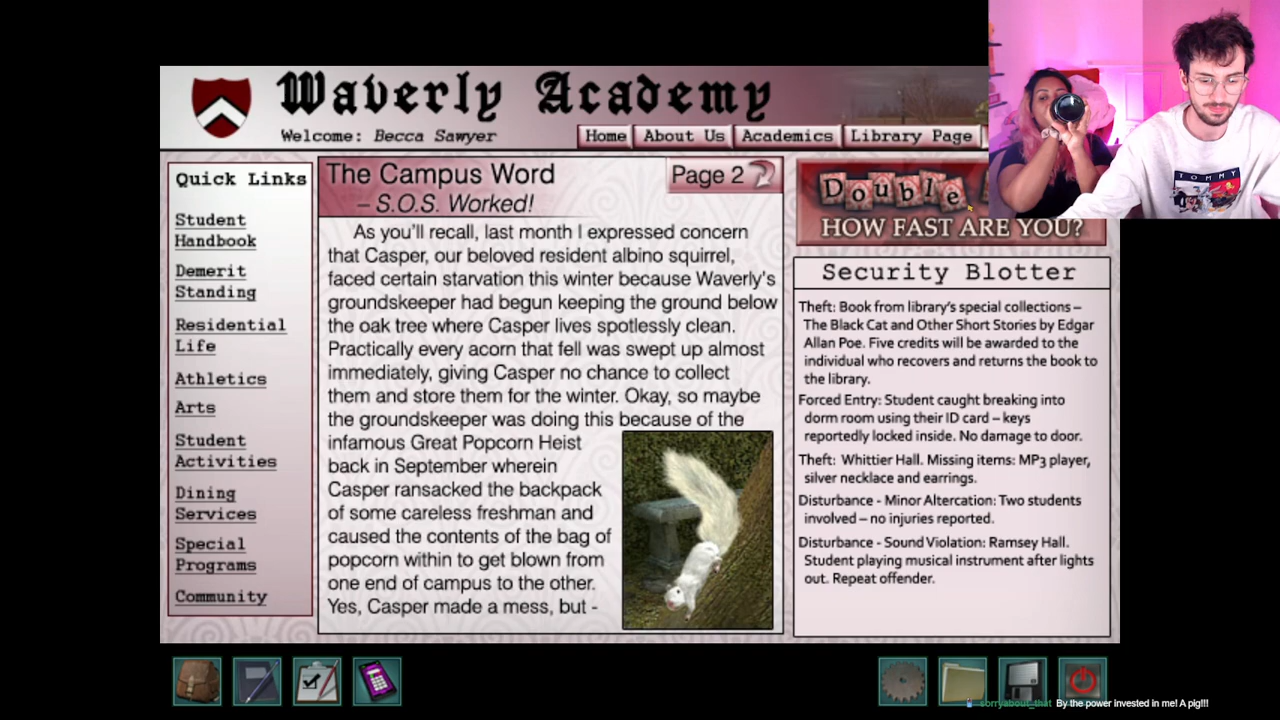 Waverly Academy
Welcome: Becca Sawyer
Home
About Us
Academics
Library Page
Quick Links
Student
Handbook
Demerit
Standing
Residential
Life
Athletics
Arts
Student
Activities
Dining
Services
Special
Programs
Community
The Campus Word
– S.O.S. Worked!
Page 2
As you'll recall, last month I expressed concern
that Casper, our beloved resident albino squirrel,
faced certain starvation this winter because Waverly's
groundskeeper had begun keeping the ground below
the oak tree where Casper lives spotlessly clean.
Practically every acorn that fell was swept up almost
immediately, giving Casper no chance to collect
them and store them for the winter. Okay, so maybe
the groundskeeper was doing this because of the
infamous Great Popcorn Heist
back in September wherein
Casper ransacked the backpack
of some careless freshman and
caused the contents of the bag of
popcorn within to get blown from
one end of campus to the other.
Yes, Casper made a mess, but -
Double
HOW FAST ARE YOU?
Security Blotter
Theft: Book from library's special collections –
The Black Cat and Other Short Stories by Edgar
Allan Poe. Five credits will be awarded to the
individual who recovers and returns the book to
the library.
Forced Entry: Student caught breaking into
dorm room using their ID card – keys
reportedly locked inside. No damage to door.
Theft: Whittier Hall. Missing items: MP3 player,
silver necklace and earrings.
Disturbance - Minor Altercation: Two students
involved – no injuries reported.
Disturbance - Sound Violation: Ramsey Hall.
Student playing musical instrument after lights
out. Repeat offender.
TOMMY
sorryabout_that By the power invested in me! A pig!!!